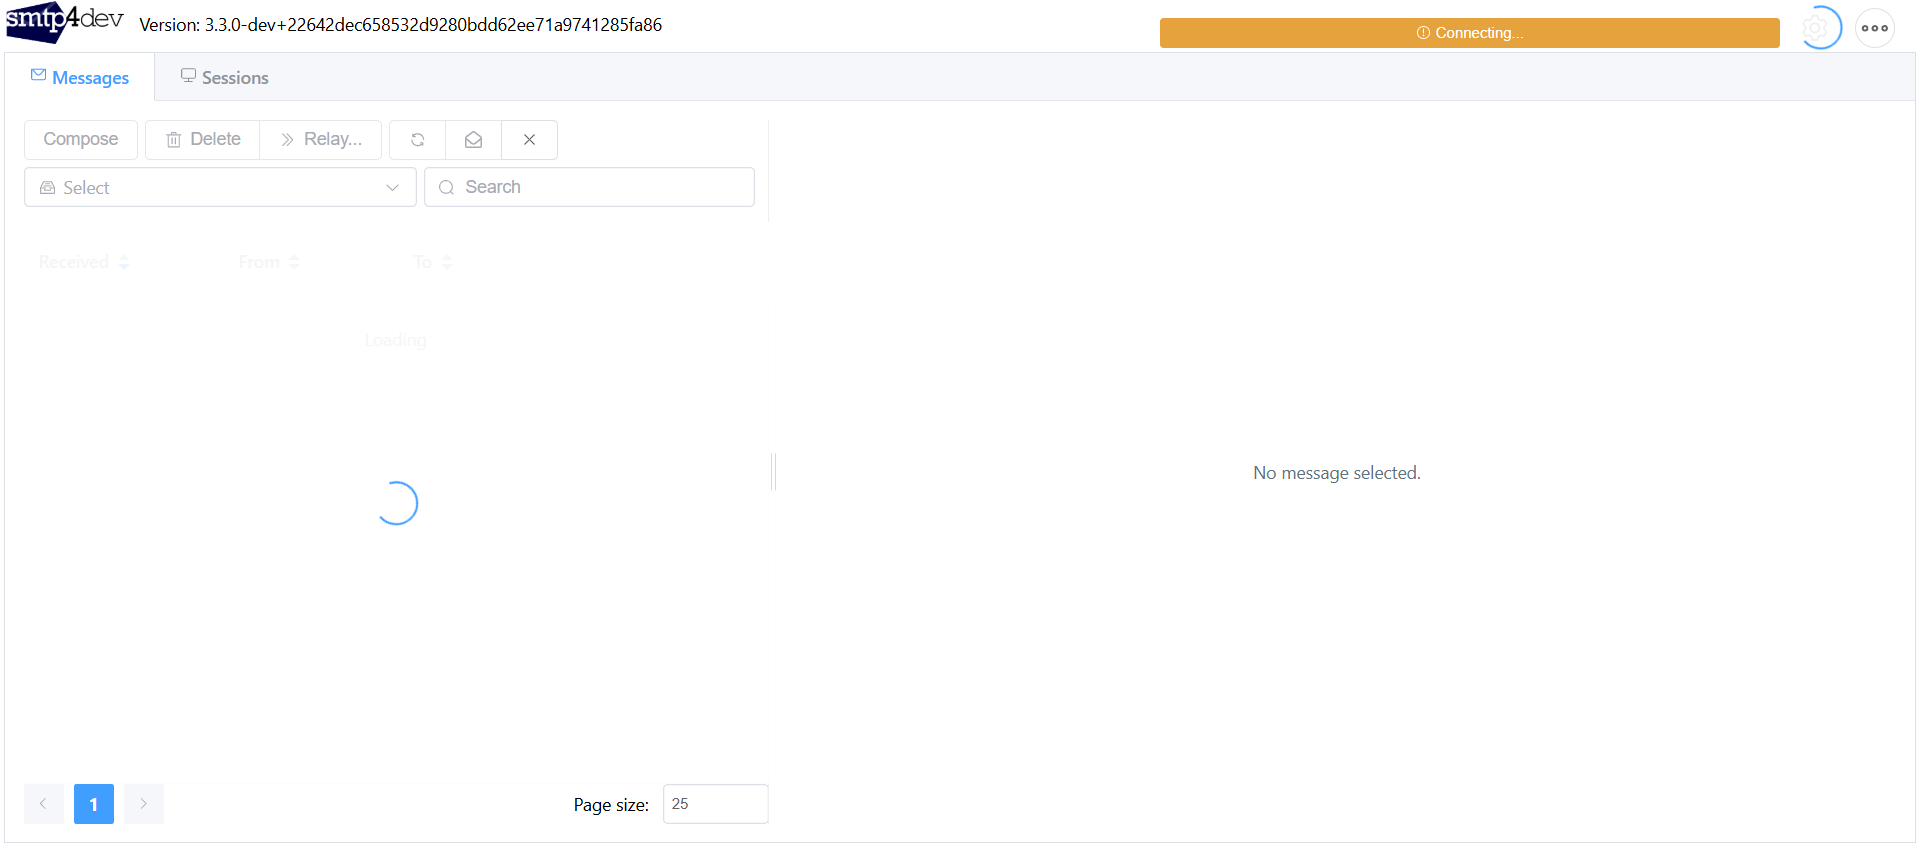 smtp4dev Version: 3.3.0-dev+22642dec658532d9280bdd62ee71a9741285fa86
Connecting...
Messages Sessions
Compose Delete Relay...
Select Search
Received From To
Loading
No message selected.
1 Page size: 25